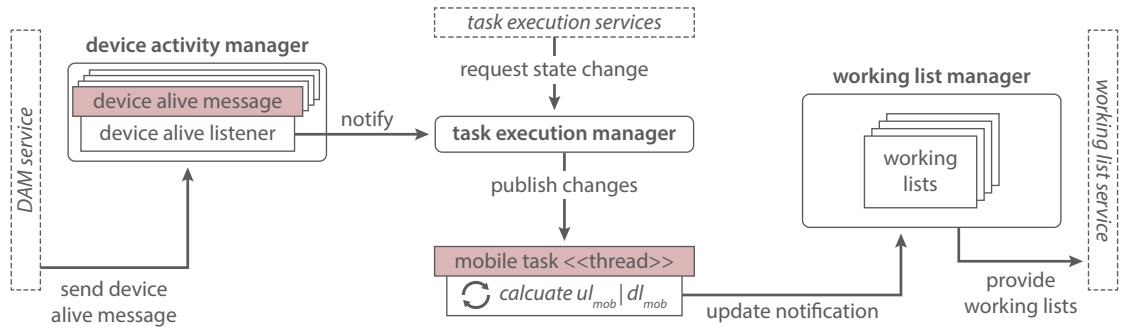 DAM service
device activity manager
device alive message
device alive listener
send device
alive message
notify
task execution services
request state change
task execution manager
publish changes
mobile task <<thread>>
calcuate ul_mob | dl_mob
update notification
working list manager
working
lists
provide
working lists
working list service